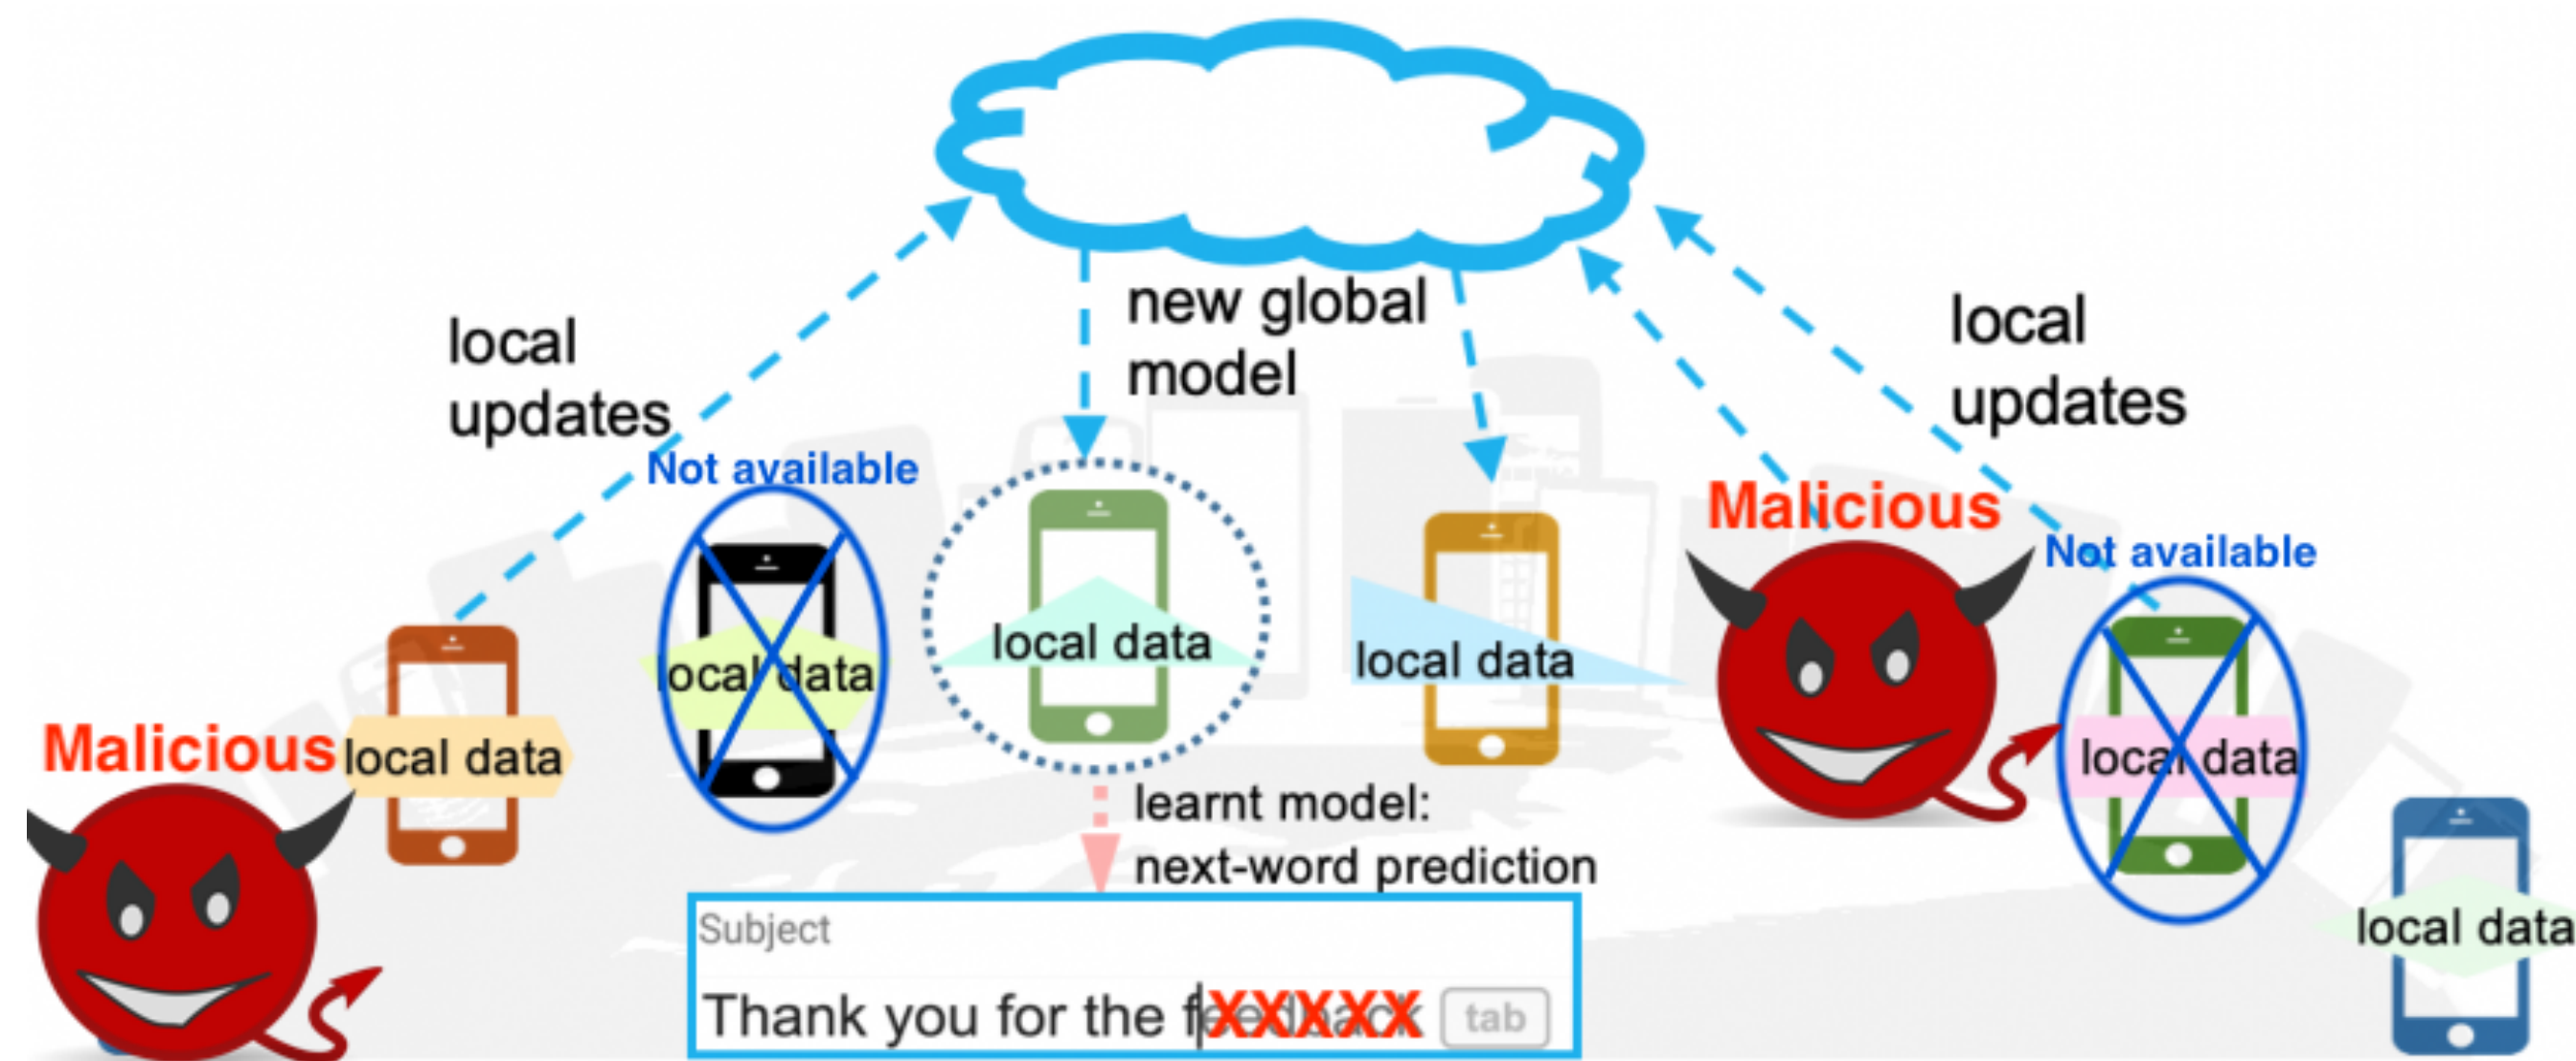 new global
model
local
updates
local
updates
Not available
Malicious
Not available
local data
local data
local data
Malicious
local data
local data
learnt model:
next-word prediction
local data
Subject
Thank you for the feedback
XXXXX
tab